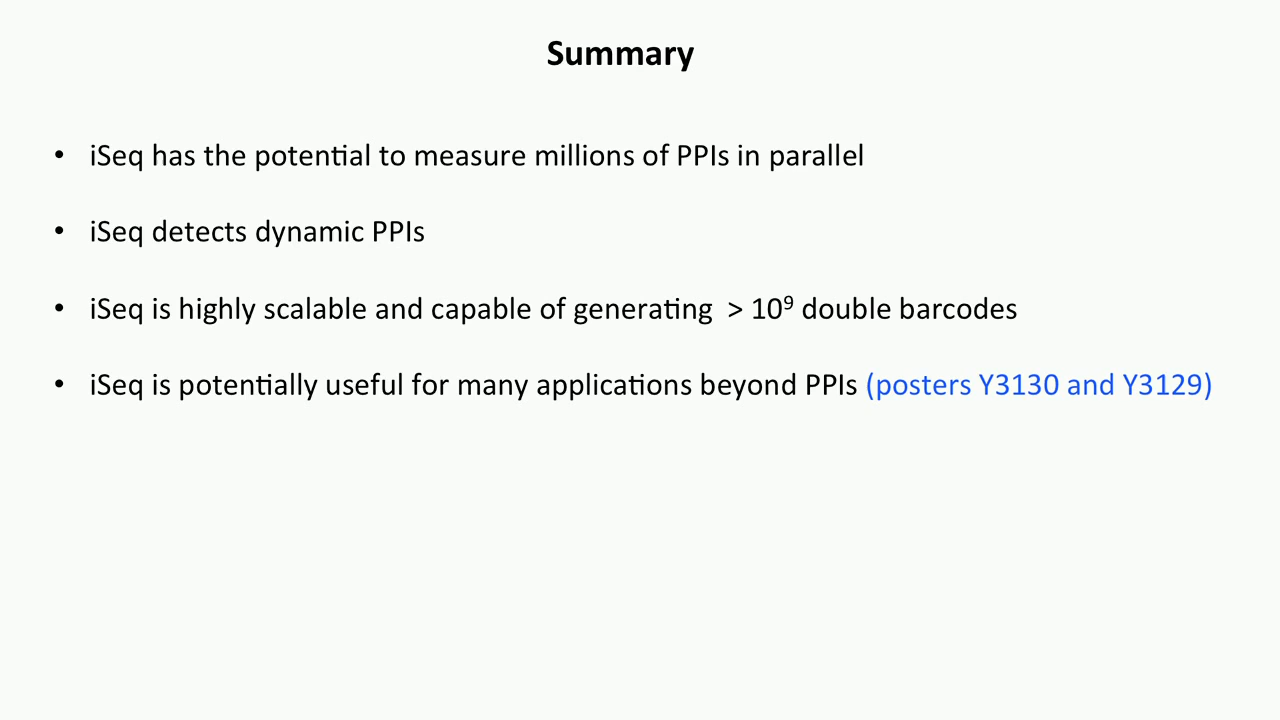 Summary
• iSeq has the potential to measure millions of PPIs in parallel
• iSeq detects dynamic PPIs
• iSeq is highly scalable and capable of generating > 10⁹ double barcodes
• iSeq is potentially useful for many applications beyond PPIs (posters Y3130 and Y3129)